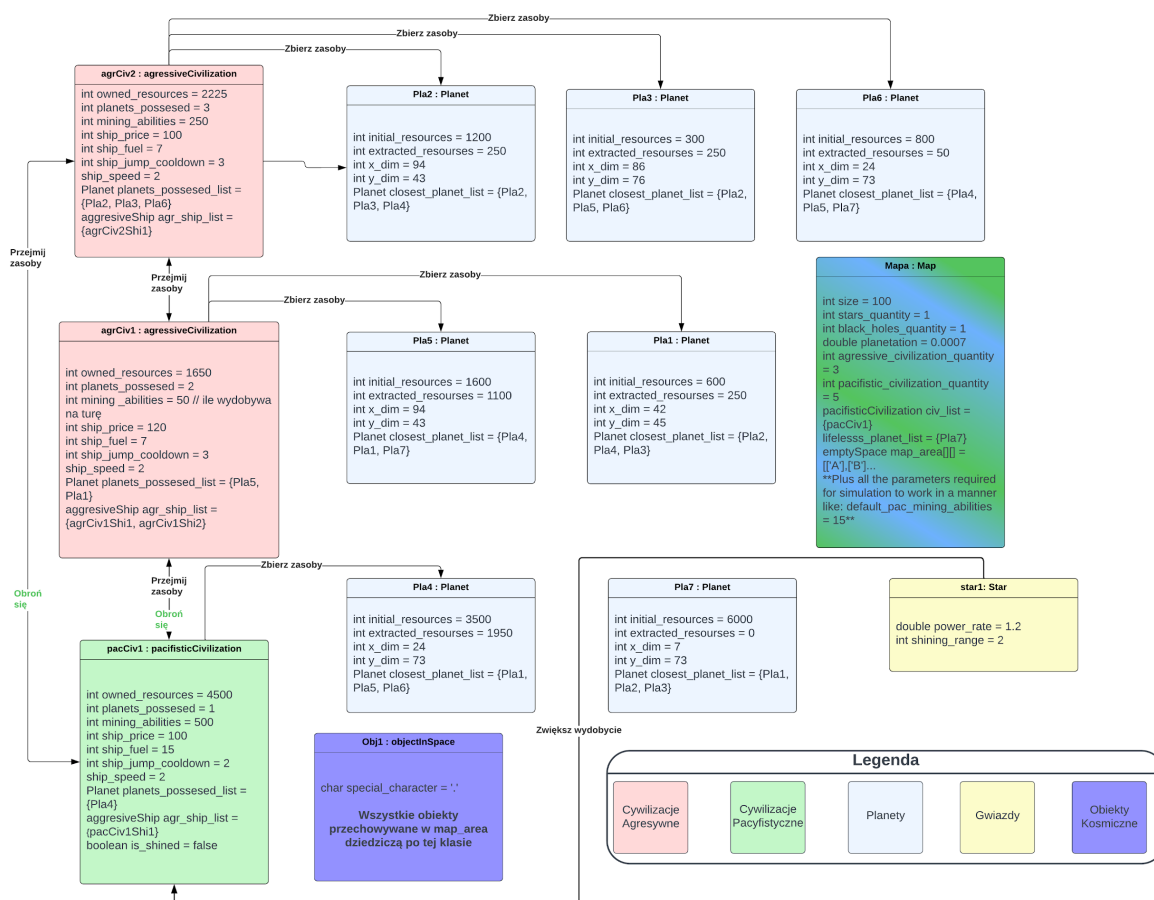 Zbierz zasoby
Zbierz zasoby
Zbierz zasoby
agrCiv2 : agressiveCivilization
int owned_resources = 2225
int planets_possesed = 3
int mining_abilities = 250
int ship_price = 100
int ship_fuel = 7
int ship_jump_cooldown = 3
ship_speed = 2
Planet planets_possesed_list =
{Pla2, Pla3, Pla6}
aggresiveShip agr_ship_list =
{agrCiv2Shi1}
Pla2 : Planet
int initial_resources = 1200
int extracted_resourses = 250
int x_dim = 94
int y_dim = 43
Planet closest_planet_list = {Pla2,
Pla3, Pla4}
Pla3 : Planet
int initial_resources = 300
int extracted_resourses = 250
int x_dim = 86
int y_dim = 76
Planet closest_planet_list = {Pla2,
Pla5, Pla6}
Pla6 : Planet
int initial_resources = 800
int extracted_resourses = 50
int x_dim = 24
int y_dim = 73
Planet closest_planet_list = {Pla4,
Pla5, Pla7}
Przejmij
zasoby
Przejmij
zasoby
Zbierz zasoby
Zbierz zasoby
agrCiv1 : agressiveCivilization
int owned_resources = 1650
int planets_possesed = 2
int mining _abilities = 50 // ile wydobywa
na turę
int ship_price = 120
int ship_fuel = 7
int ship_jump_cooldown = 3
ship_speed = 2
Planet planets_possesed_list = {Pla5,
Pla1}
aggresiveShip agr_ship_list =
{agrCiv1Shi1, agrCiv1Shi2}
Pla5 : Planet
int initial_resources = 1600
int extracted_resourses = 1100
int x_dim = 94
int y_dim = 43
Planet closest_planet_list = {Pla4,
Pla1, Pla7}
Pla1 : Planet
int initial_resources = 600
int extracted_resourses = 250
int x_dim = 42
int y_dim = 45
Planet closest_planet_list = {Pla2,
Pla4, Pla3}
Mapa : Map
int size = 100
int stars_quantity = 1
int black_holes_quantity = 1
double planetation = 0.0007
int agressive_civilization_quantity
= 3
int pacifistic_civilization_quantity
= 5
pacifisticCivilization civ_list =
{pacCiv1}
lifelesss_planet_list = {Pla7}
emptySpace map_area[][] =
[['A'],['B']...
**Plus all the parameters required
for simulation to work in a manner
like: default_pac_mining_abilities
= 15**
Obroń
się
Przejmij
zasoby
Obroń
się
Zbierz zasoby
pacCiv1 : pacifisticCivilization
int owned_resources = 4500
int planets_possesed = 1
int mining_abilities = 500
int ship_price = 100
int ship_fuel = 15
int ship_jump_cooldown = 2
ship_speed = 2
Planet planets_possesed_list =
{Pla4}
aggresiveShip agr_ship_list =
{pacCiv1Shi1}
boolean is_shined = false
Pla4 : Planet
int initial_resources = 3500
int extracted_resourses = 1950
int x_dim = 24
int y_dim = 73
Planet closest_planet_list = {Pla1,
Pla5, Pla6}
Pla7 : Planet
int initial_resources = 6000
int extracted_resourses = 0
int x_dim = 7
int y_dim = 73
Planet closest_planet_list = {Pla1,
Pla2, Pla3}
star1: Star
double power_rate = 1.2
int shining_range = 2
Zwiększ wydobycie
Obj1 : objectInSpace
char special_character = '.'
Wszystkie obiekty
przechowywane w map_area
dziedziczą po tej klasie
Legenda
Cywilizacje
Agresywne
Cywilizacje
Pacyfistyczne
Planety
Gwiazdy
Obiekty
Kosmiczne